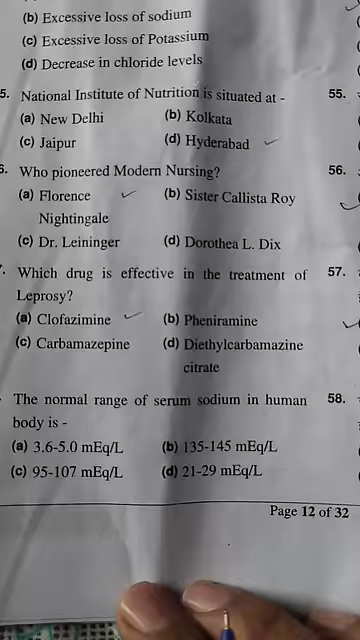 (b) Excessive loss of sodium
(c) Excessive loss of Potassium
(d) Decrease in chloride levels
5. National Institute of Nutrition is situated at - 55.
(a) New Delhi (b) Kolkata
(c) Jaipur (d) Hyderabad
6. Who pioneered Modern Nursing? 56.
(a) Florence (b) Sister Callista Roy
Nightingale
(c) Dr. Leininger (d) Dorothea L. Dix
Which drug is effective in the treatment of 57.
Leprosy?
(a) Clofazimine (b) Pheniramine
(c) Carbamazepine (d) Diethylcarbamazine
citrate
The normal range of serum sodium in human 58.
body is -
(a) 3.6-5.0 mEq/L (b) 135-145 mEq/L
(c) 95-107 mEq/L (d) 21-29 mEq/L
Page 12 of 32